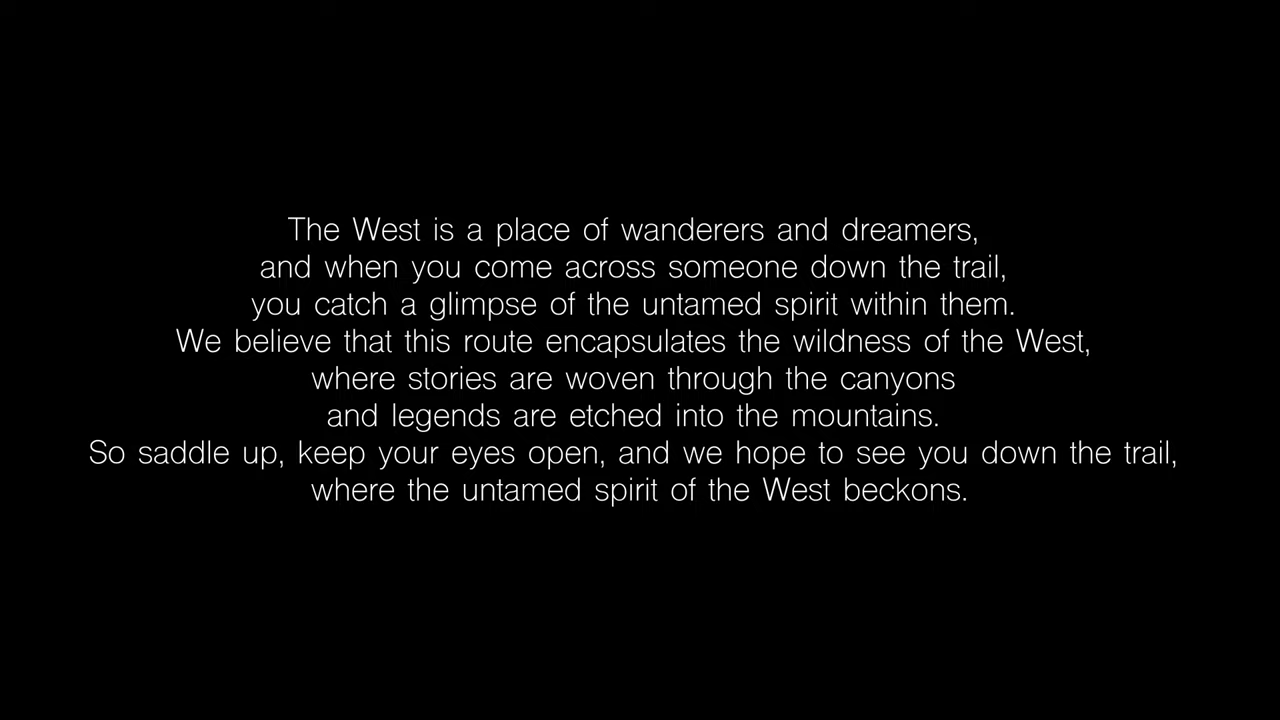 The West is a place of wanderers and dreamers,
and when you come across someone down the trail,
you catch a glimpse of the untamed spirit within them.
We believe that this route encapsulates the wildness of the West,
where stories are woven through the canyons
and legends are etched into the mountains.
So saddle up, keep your eyes open, and we hope to see you down the trail,
where the untamed spirit of the West beckons.